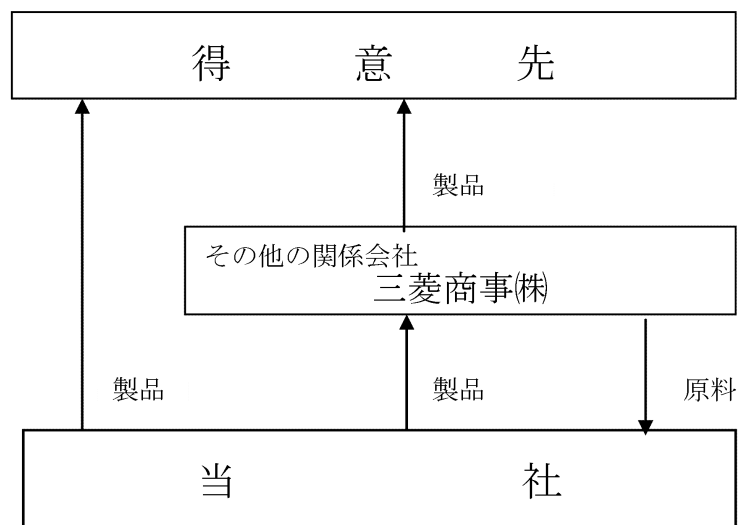 得意先
製品
その他の関係会社
三菱商事㈱
製品
製品
原料
当社